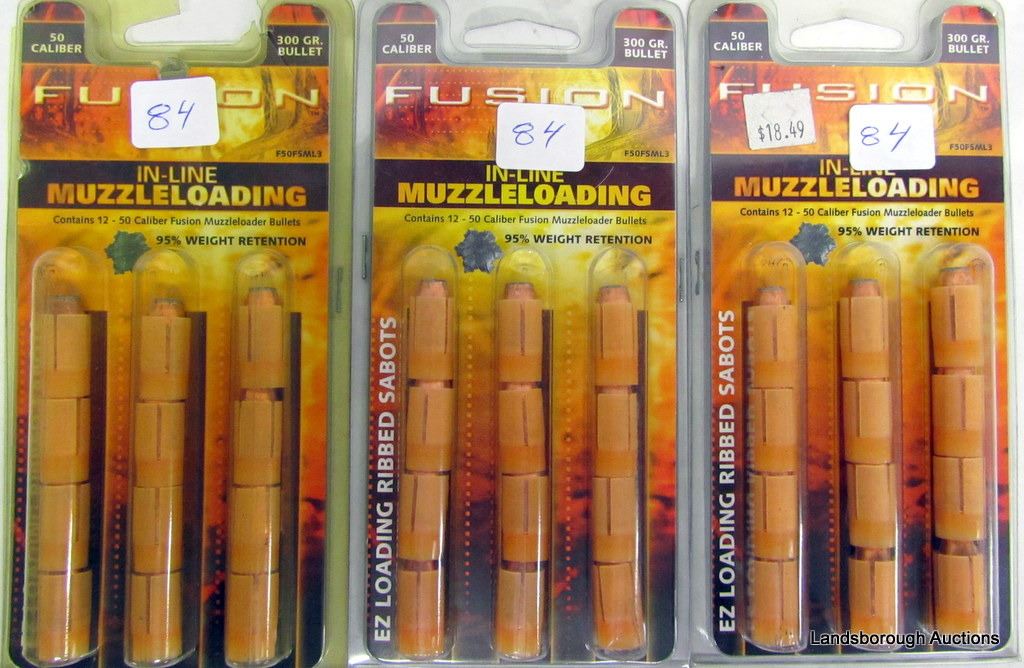 50
CALIBER
300 GR.
BULLET
FUSION
84
F50FSML3
IN-LINE
MUZZLELOADING
Contains 12 - 50 Caliber Fusion Muzzleloader Bullets
95% WEIGHT RETENTION
50
CALIBER
300 GR.
BULLET
FUSION
84
F50FSML3
IN-LINE
MUZZLELOADING
Contains 12 - 50 Caliber Fusion Muzzleloader Bullets
95% WEIGHT RETENTION
EZ LOADING RIBBED SABOTS
50
CALIBER
300 GR.
BULLET
FUSION
$18.49
84
F50FSML3
IN-LINE
MUZZLELOADING
Contains 12 - 50 Caliber Fusion Muzzleloader Bullets
95% WEIGHT RETENTION
EZ LOADING RIBBED SABOTS
Landsborough Auctions